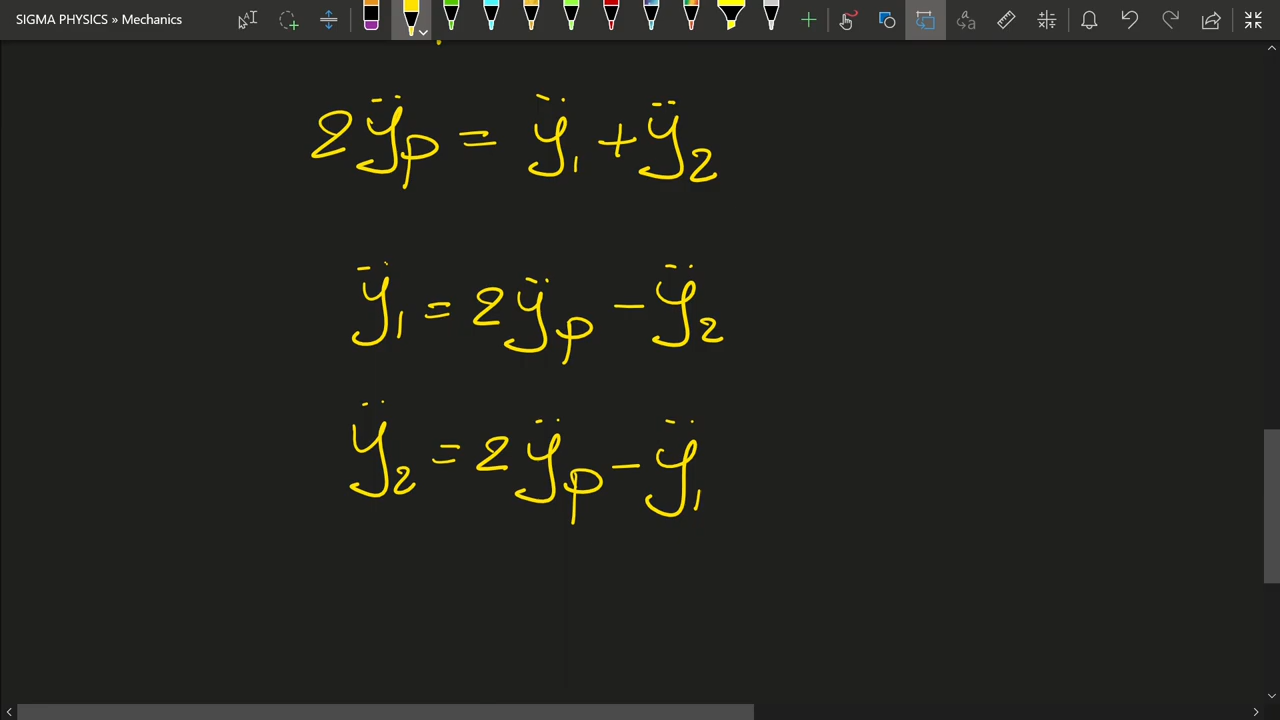 SIGMA PHYSICS » Mechanics
2ÿₚ = ÿ₁ + ÿ₂
ÿ₁ = 2ÿₚ − ÿ₂
ÿ₂ = 2ÿₚ − ÿ₁